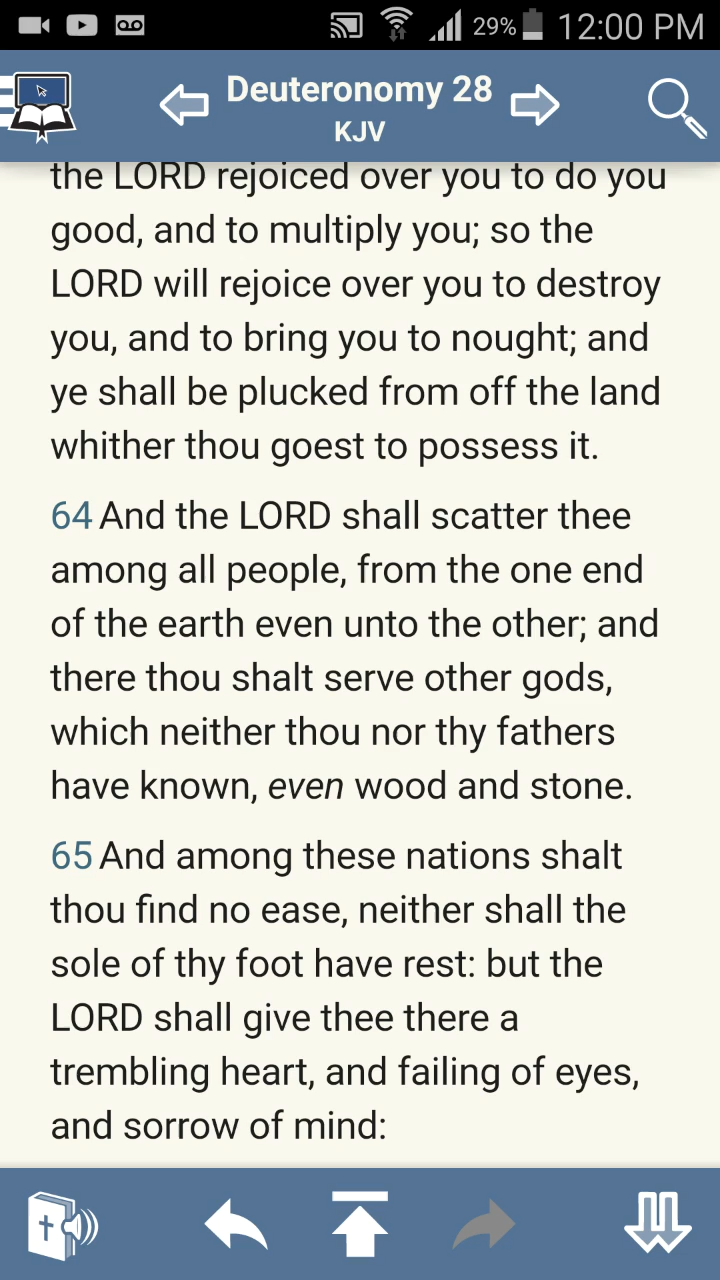 29% 12:00 PM
Deuteronomy 28
KJV
the LORD rejoiced over you to do you
good, and to multiply you; so the
LORD will rejoice over you to destroy
you, and to bring you to nought; and
ye shall be plucked from off the land
whither thou goest to possess it.
64 And the LORD shall scatter thee
among all people, from the one end
of the earth even unto the other; and
there thou shalt serve other gods,
which neither thou nor thy fathers
have known, even wood and stone.
65 And among these nations shalt
thou find no ease, neither shall the
sole of thy foot have rest: but the
LORD shall give thee there a
trembling heart, and failing of eyes,
and sorrow of mind: